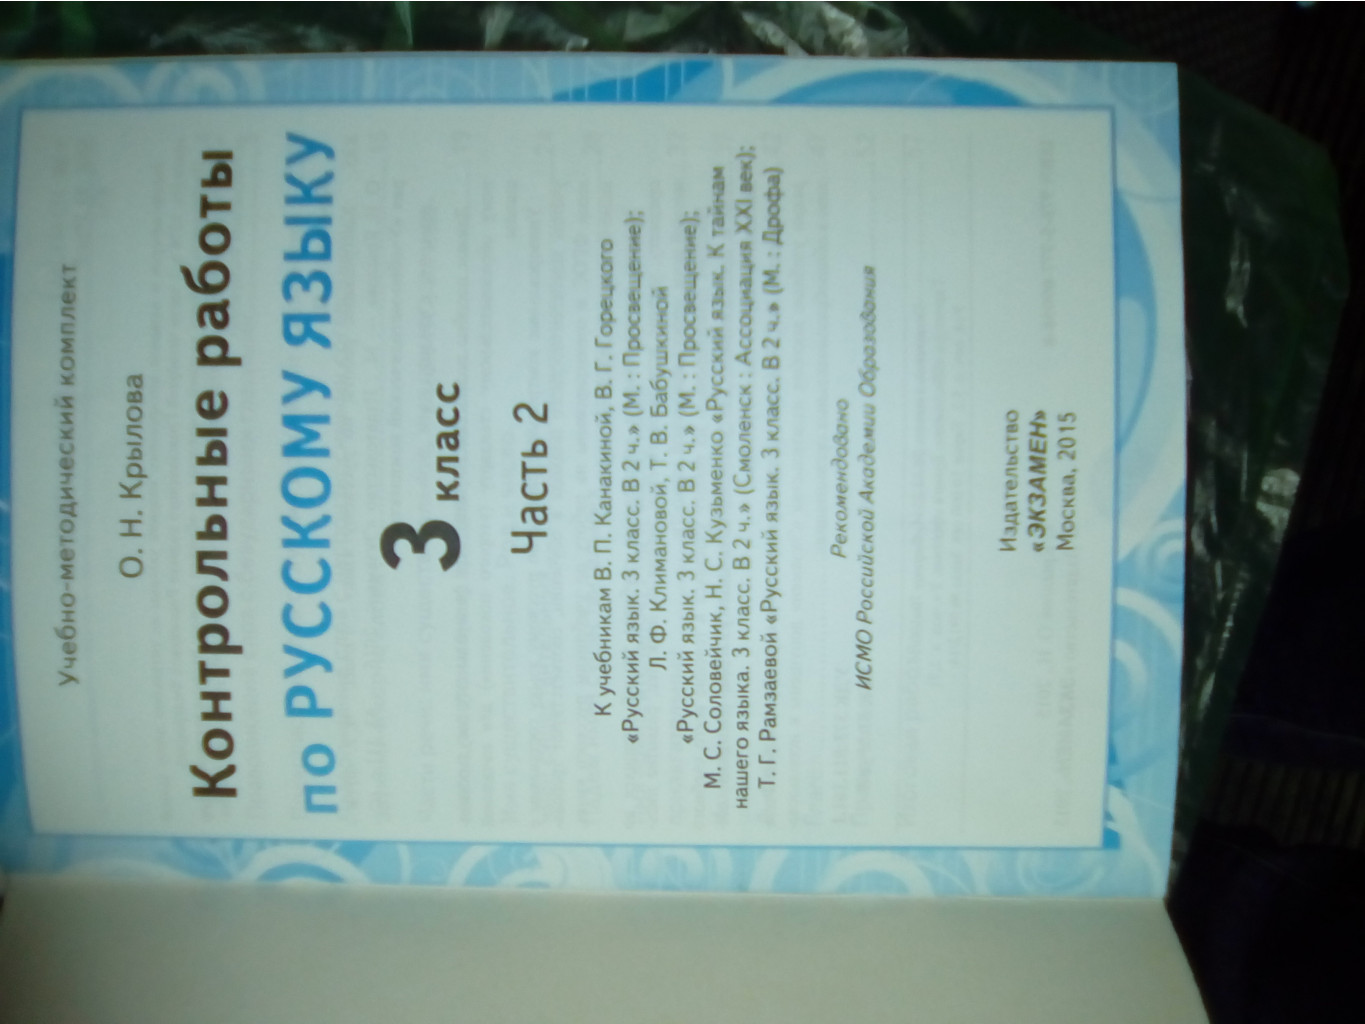 Учебно-методический комплект
О. Н. Крылова
Контрольные работы
по РУССКОМУ ЯЗЫКУ
3 класс
Часть 2
К учебникам В. П. Канакиной, В. Г. Горецкого
«Русский язык. 3 класс. В 2 ч.» (М. : Просвещение);
Л. Ф. Климановой, Т. В. Бабушкиной
«Русский язык. 3 класс. В 2 ч.» (М. : Просвещение);
М. С. Соловейчик, Н. С. Кузьменко «Русский язык. К тайнам
нашего языка. 3 класс. В 2 ч.» (Смоленск : Ассоциация XXI век);
Т. Г. Рамзаевой «Русский язык. 3 класс. В 2 ч.» (М. : Дрофа)
Рекомендовано
ИСМО Российской Академии Образования
Издательство
«ЭКЗАМЕН»
Москва, 2015